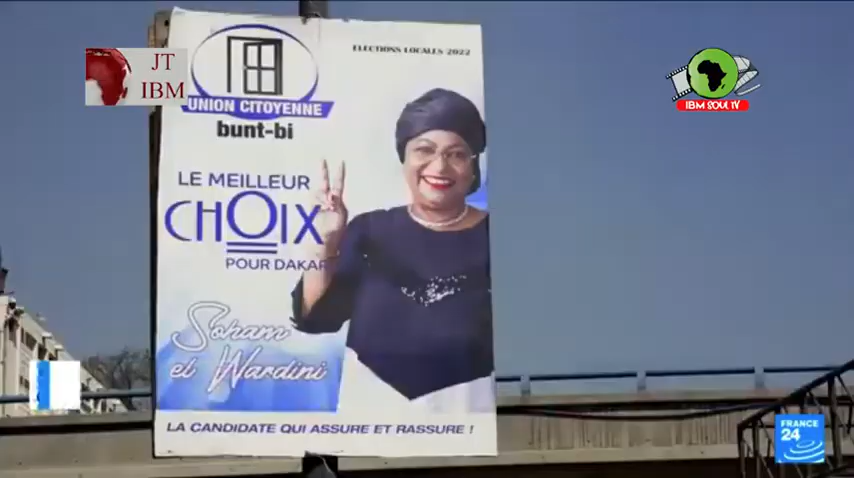 JT
IBM
IBM SOUL TV
ELECTIONS LOCALES 2022
UNION CITOYENNE
bunt-bi
LE MEILLEUR
CHOIX
POUR DAKAR
Soham
el Wardini
LA CANDIDATE QUI ASSURE ET RASSURE !
FRANCE
24